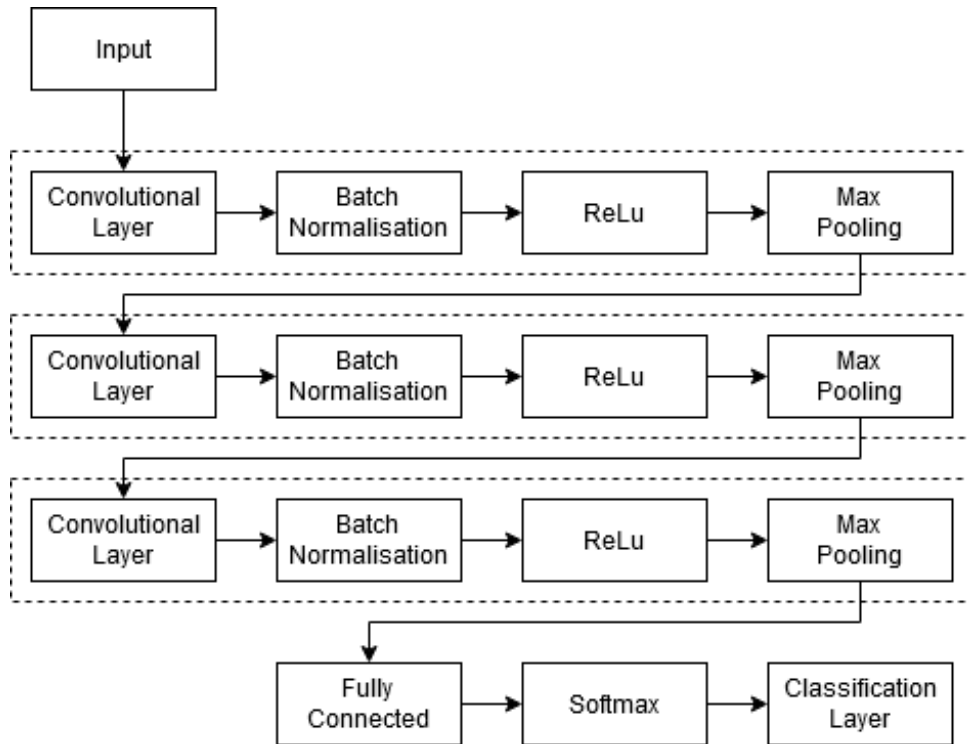 Input
Convolutional
Layer
Batch
Normalisation
ReLu
Max
Pooling
Convolutional
Layer
Batch
Normalisation
ReLu
Max
Pooling
Convolutional
Layer
Batch
Normalisation
ReLu
Max
Pooling
Fully
Connected
Softmax
Classification
Layer